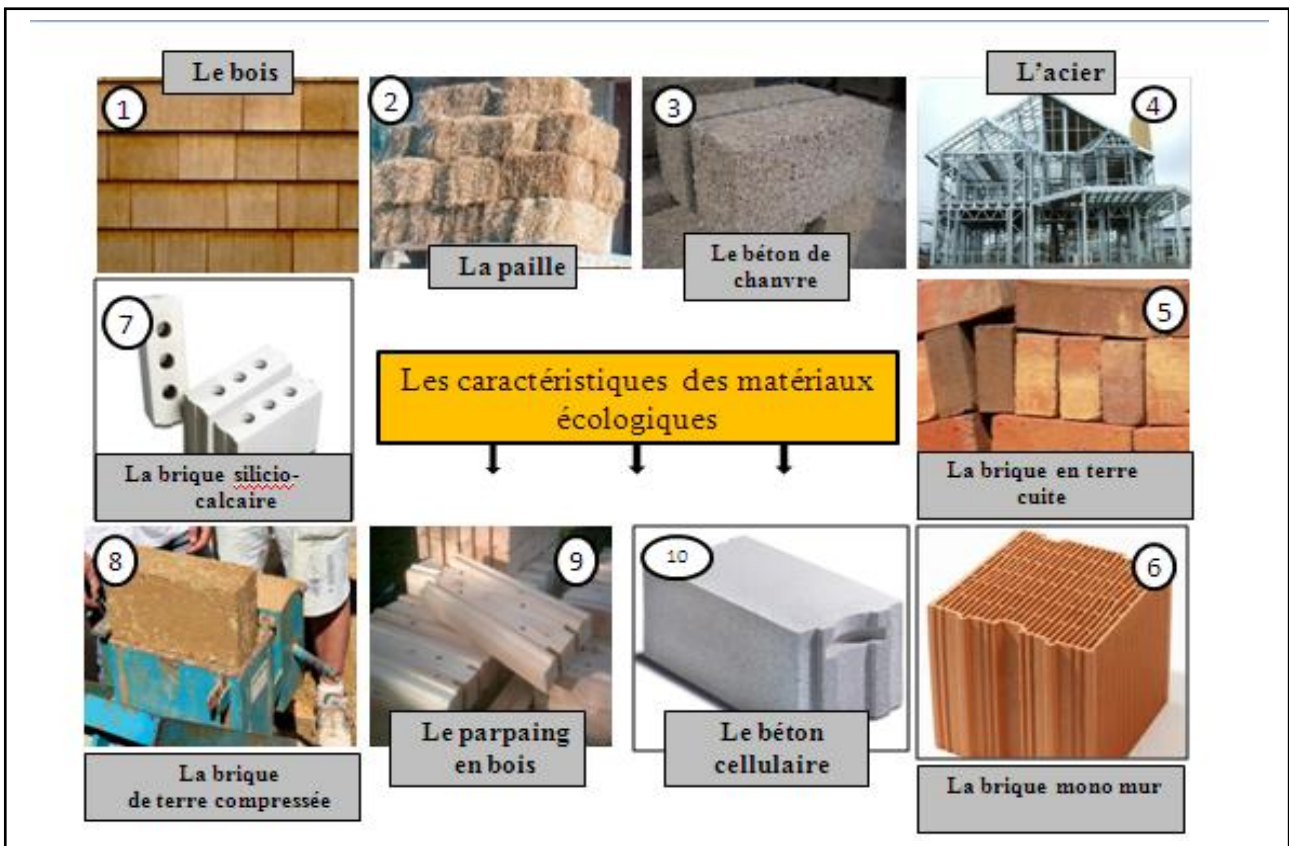 Le bois
1
2
La paille
3
Le béton de
chanvre
L'acier
4
7
La brique silicio-
calcaire
Les caractéristiques des matériaux
écologiques
5
La brique en terre
cuite
8
La brique
de terre compressée
9
Le parpaing
en bois
10
Le béton
cellulaire
6
La brique mono mur